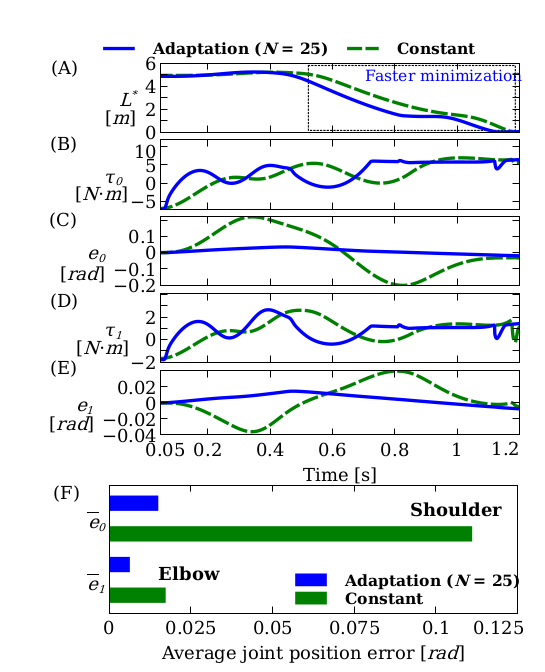 Adaptation (N = 25) Constant
(A)
L*
[m]
6
4
2
0
Faster minimization
(B)
τ0
[N·m]
10
5
0
−5
(C)
e0
[rad]
0.1
0
−0.1
−0.2
(D)
τ1
[N·m]
2
0
−2
(E)
e1
[rad]
0.02
0
−0.02
−0.04
0.05 0.2 0.4 0.6 0.8 1 1.2
Time [s]
(F)
e0
Shoulder
e1
Elbow
Adaptation (N = 25)
Constant
0 0.025 0.05 0.075 0.10 0.125
Average joint position error [rad]